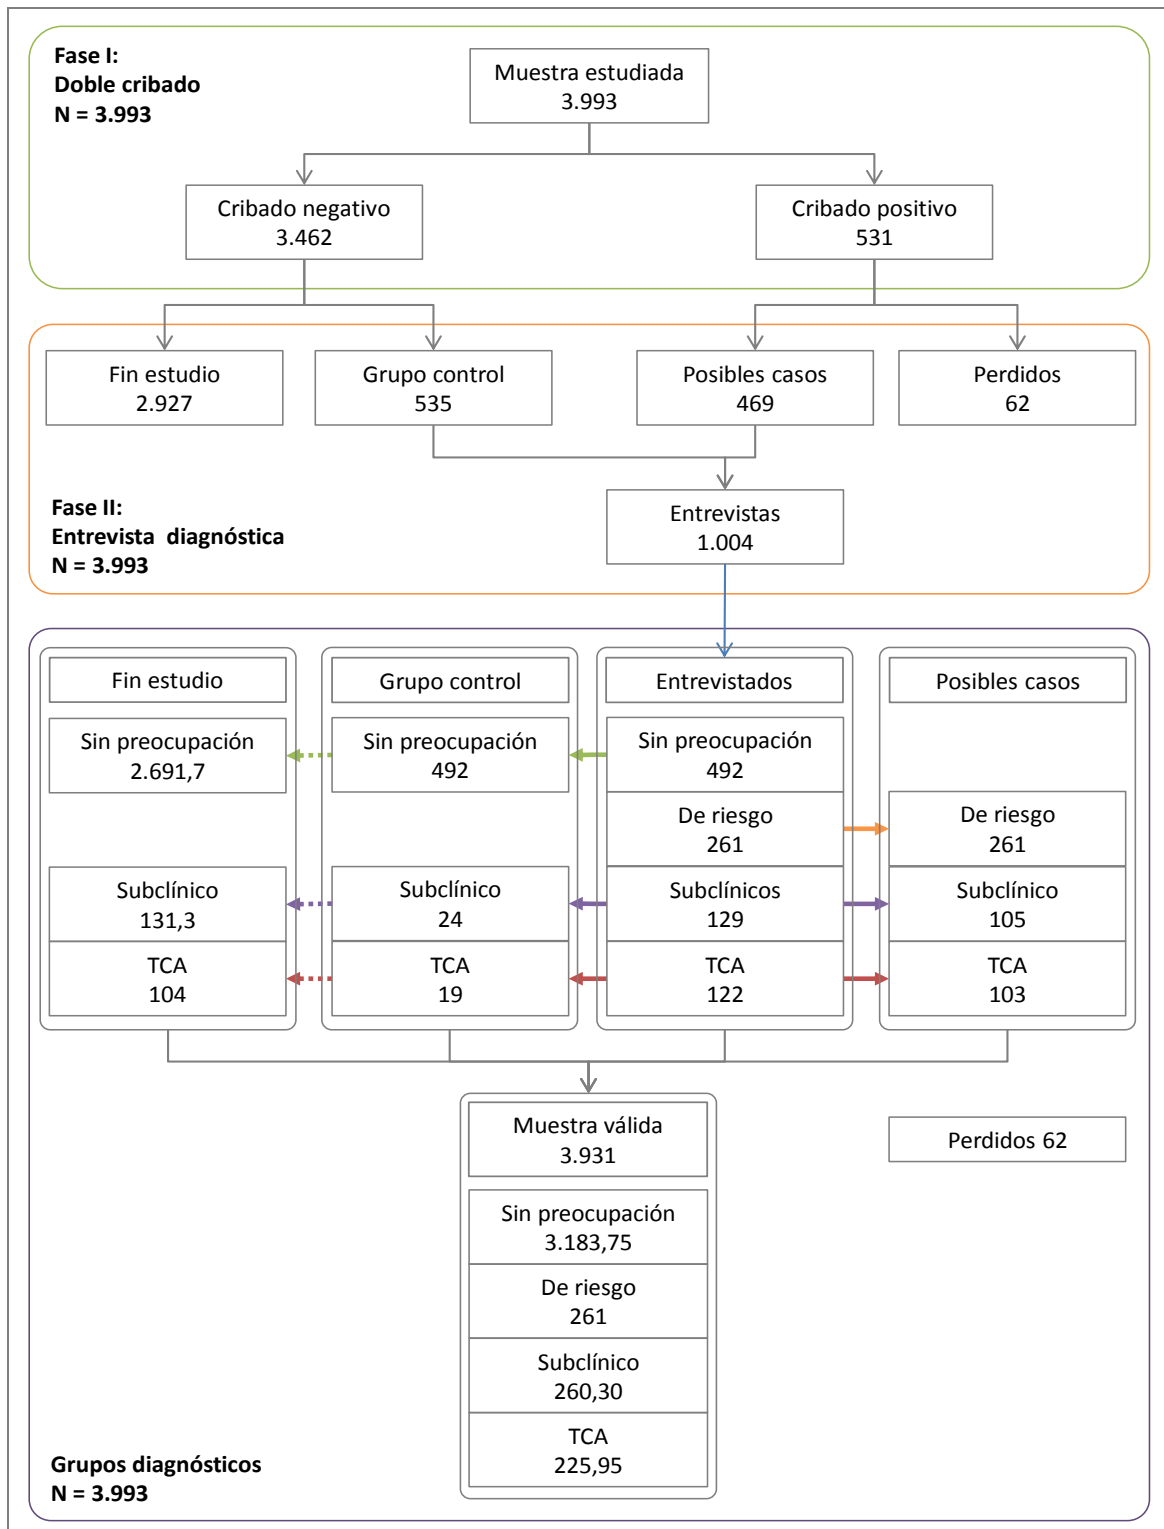 Fase I:
Doble cribado
N = 3.993
Muestra estudiada
3.993
Cribado negativo
3.462
Cribado positivo
531
Fin estudio
2.927
Grupo control
535
Posibles casos
469
Perdidos
62
Fase II:
Entrevista diagnóstica
N = 3.993
Entrevistas
1.004
Fin estudio
Grupo control
Entrevistados
Posibles casos
Sin preocupación
2.691,7
Sin preocupación
492
Sin preocupación
492
De riesgo
261
De riesgo
261
Subclínico
131,3
Subclínico
24
Subclínicos
129
Subclínico
105
TCA
104
TCA
19
TCA
122
TCA
103
Muestra válida
3.931
Perdidos 62
Sin preocupación
3.183,75
De riesgo
261
Subclínico
260,30
TCA
225,95
Grupos diagnósticos
N = 3.993